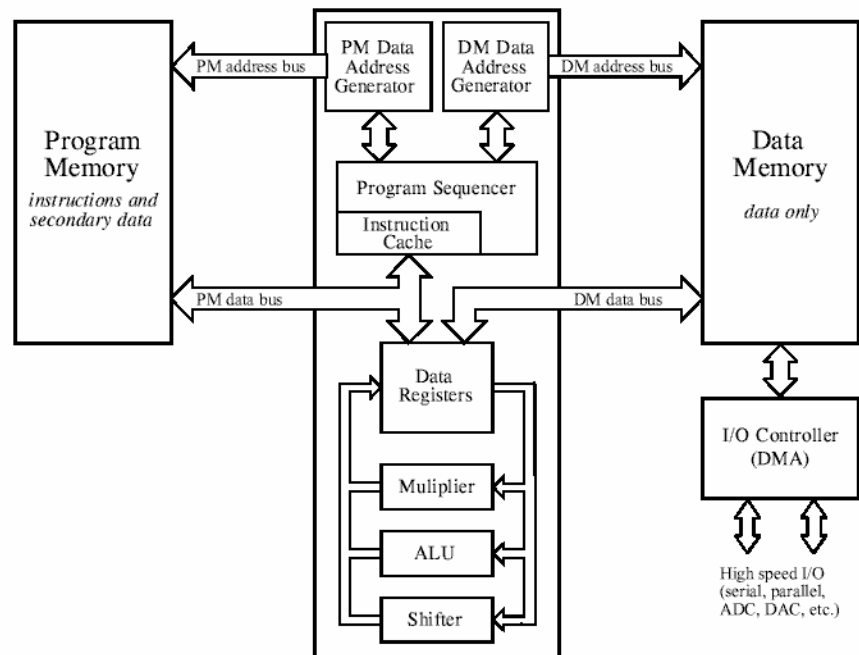 PM Data
Address
Generator
DM Data
Address
Generator
PM address bus
DM address bus
Program
Memory
instructions and
secondary data
Program Sequencer
Instruction
Cache
Data
Memory
data only
PM data bus
DM data bus
Data
Registers
Muliplier
ALU
Shifter
I/O Controller
(DMA)
High speed I/O
(serial, parallel,
ADC, DAC, etc.)